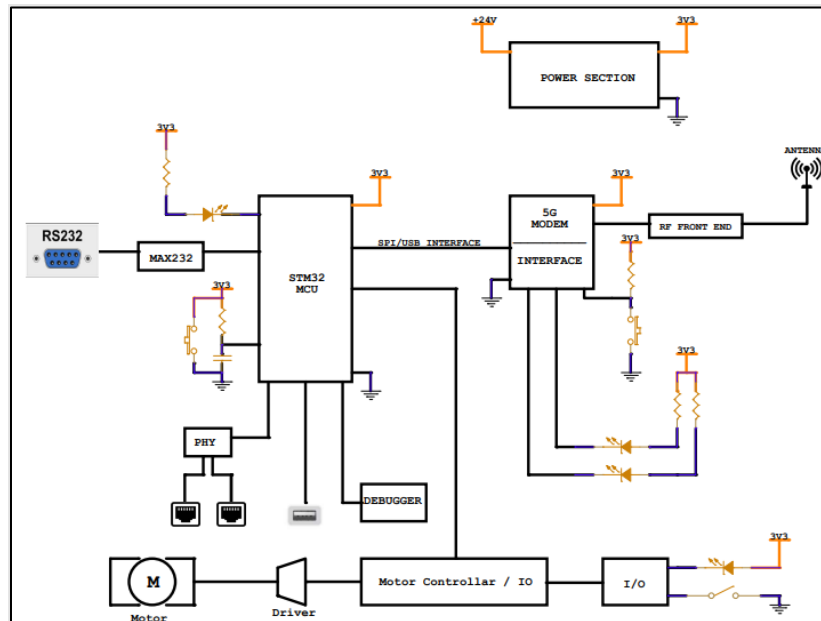 +24V
3V3
POWER SECTION
3V3
ANTENN
3V3
3V3
5G
MODEM
INTERFACE
RF FRONT END
RS232
MAX232
SPI/USB INTERFACE
STM32
MCU
3V3
3V3
3V3
PHY
DEBUGGER
3V3
M
Motor
Driver
Motor Controllar / IO
I/O